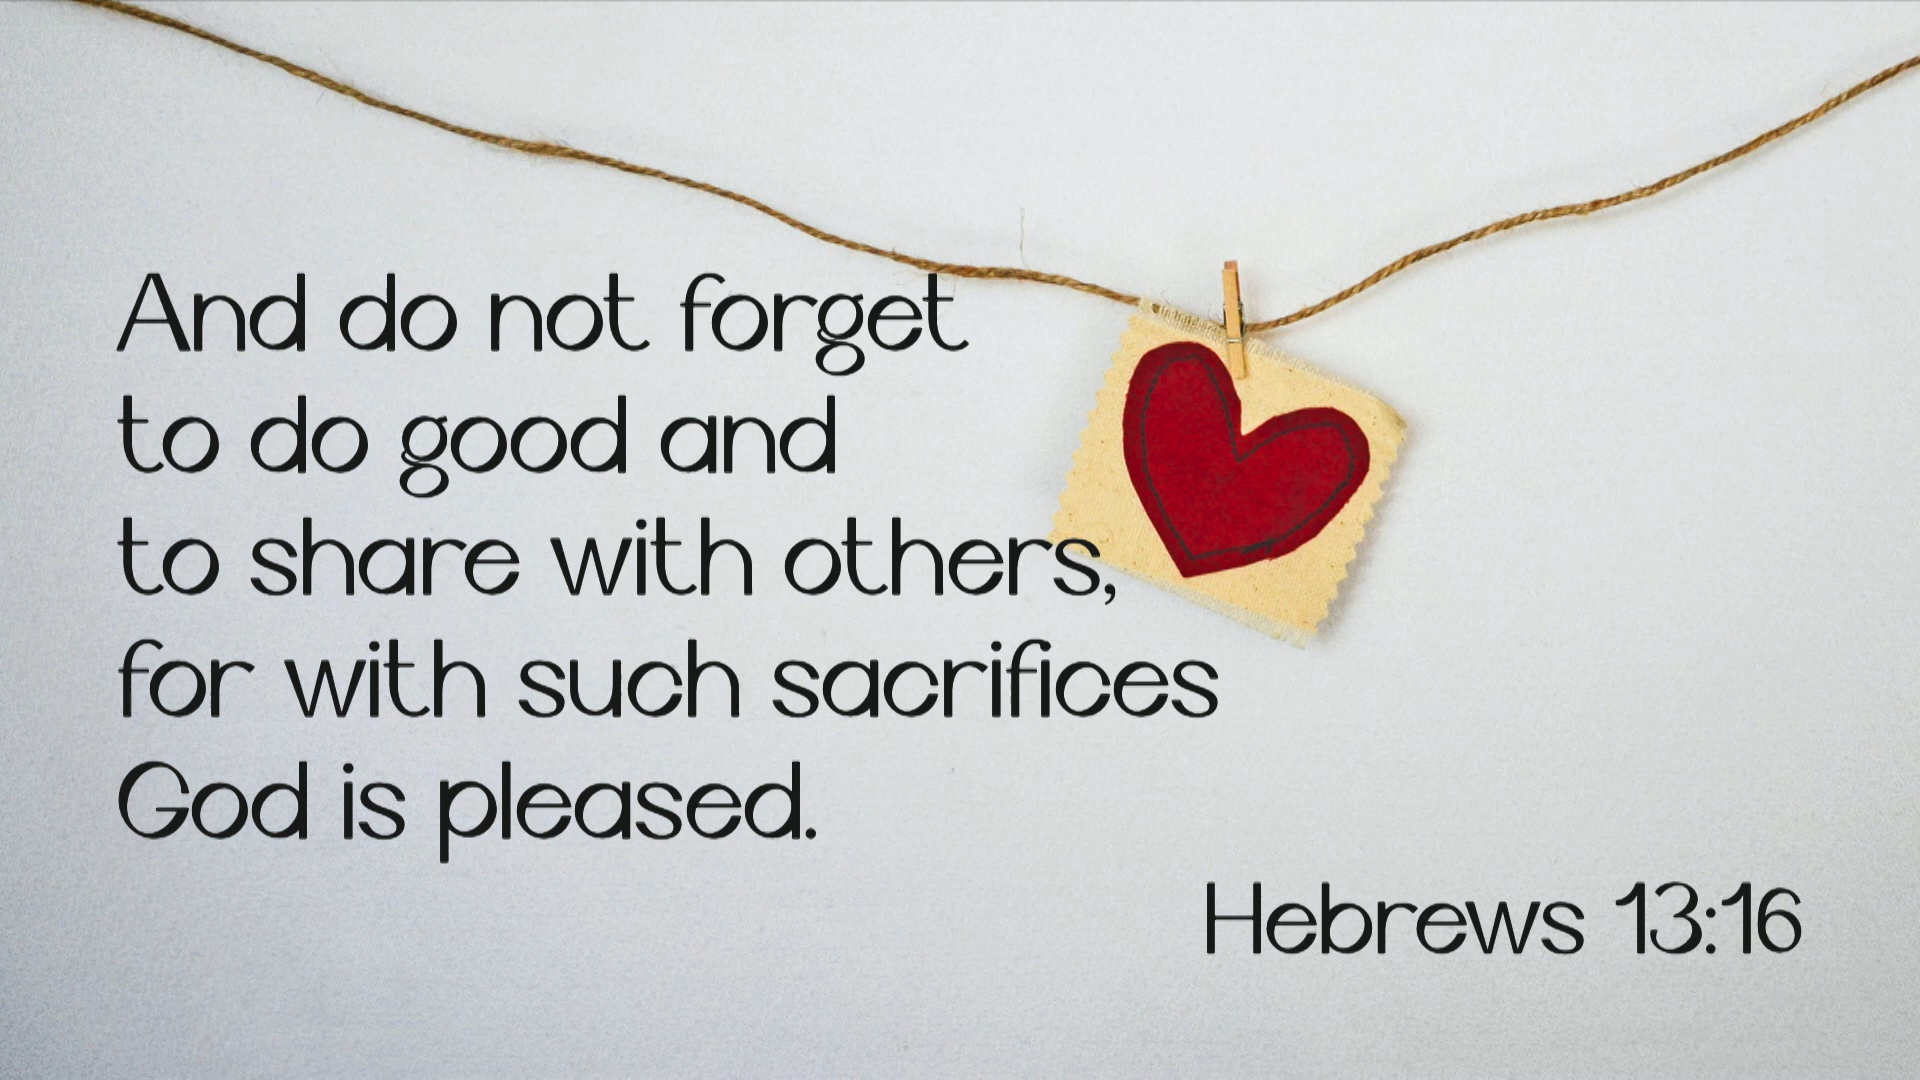 And do not forget
to do good and
to share with others,
for with such sacrifices
God is pleased.
Hebrews 13:16